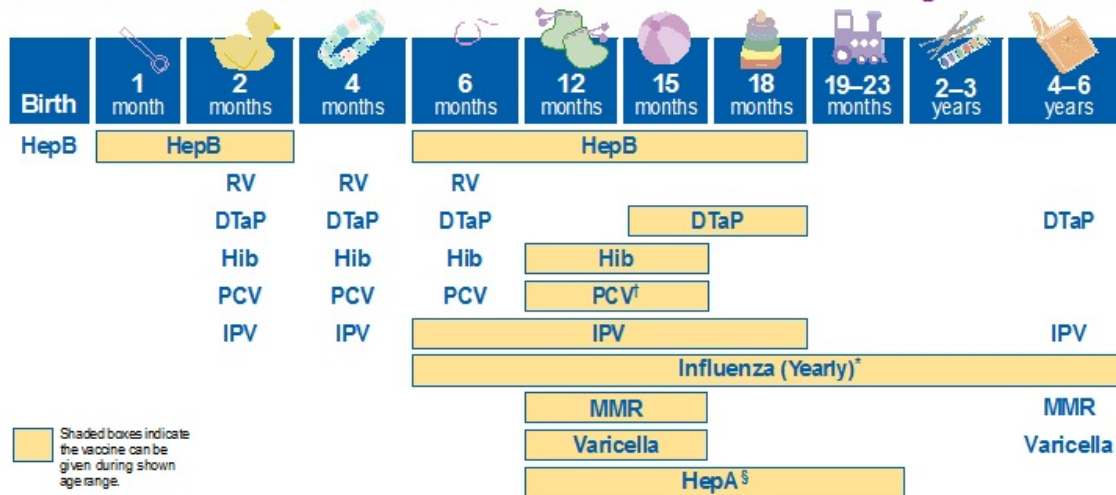 Birth
1 month
2 months
4 months
6 months
12 months
15 months
18 months
19–23 months
2–3 years
4–6 years
HepB HepB HepB
RV RV RV
DTaP DTaP DTaP DTaP DTaP
Hib Hib Hib Hib
PCV PCV PCV PCV†
IPV IPV IPV IPV
Influenza (Yearly)*
MMR MMR
Varicella Varicella
HepA§
Shaded boxes indicate
the vaccine can be
given during shown
age range.